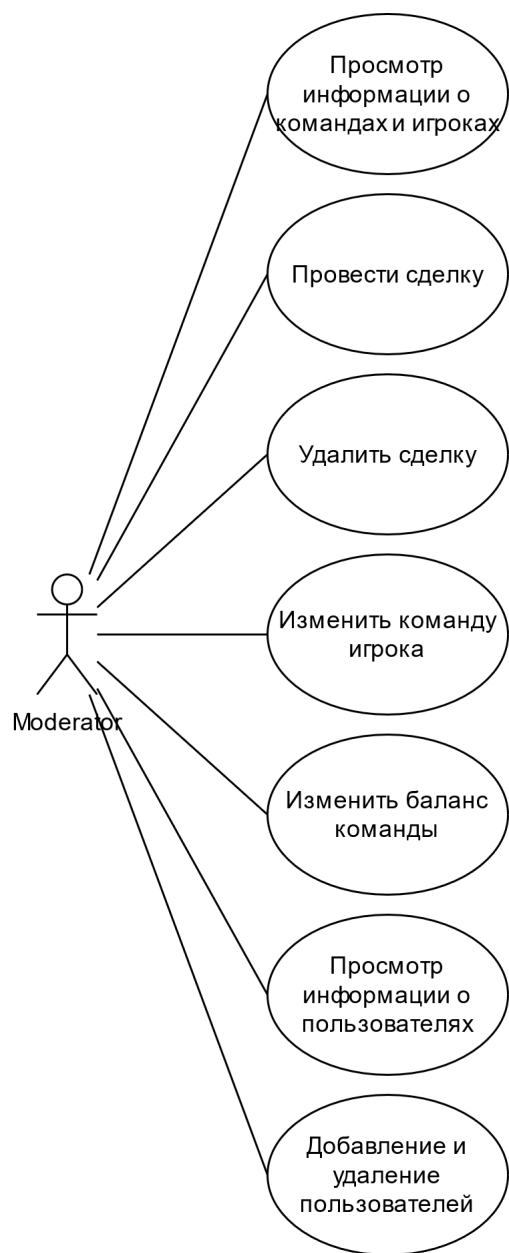 Просмотр
информации о
командах и игроках
Провести сделку
Удалить сделку
Изменить команду
игрока
Moderator
Изменить баланс
команды
Просмотр
информации о
пользователях
Добавление и
удаление
пользователей